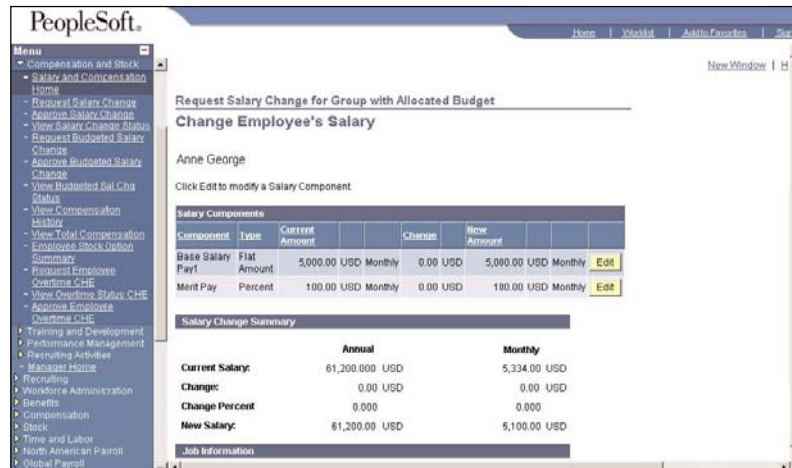 PeopleSoft.
Home | Worklist | Add to Favorites | Sig
Menu
Compensation and Stock
- Salary and Compensation
Home
- Request Salary Change
- Approve Salary Change
- View Salary Change Status
- Request Budgeted Salary
Change
- Approve Budgeted Salary
Change
- View Budgeted Sal Chg
Status
- View Compensation
History
- View Total Compensation
- Employee Stock Option
Summary
- Request Employee
Overtime CHE
- View Overtime Status CHE
- Approve Employee
Overtime CHE
Training and Development
Performance Management
Recruiting Activities
- Manager Home
Recruiting
Workforce Administration
Benefits
Compensation
Stock
Time and Labor
North American Payroll
Global Payroll
New Window | H
Request Salary Change for Group with Allocated Budget
Change Employee's Salary
Anne George
Click Edit to modify a Salary Component.
Salary Components
Component Type Current Amount Change New Amount
Base Salary Pay1 Flat Amount 5,000.00 USD Monthly 0.00 USD 5,000.00 USD Monthly Edit
Merit Pay Percent 100.00 USD Monthly 0.00 USD 100.00 USD Monthly Edit
Salary Change Summary
Annual Monthly
Current Salary: 61,200.000 USD 5,334.00 USD
Change: 0.00 USD 0.00 USD
Change Percent 0.000 0.000
New Salary: 61,200.00 USD 5,100.00 USD
Job Information